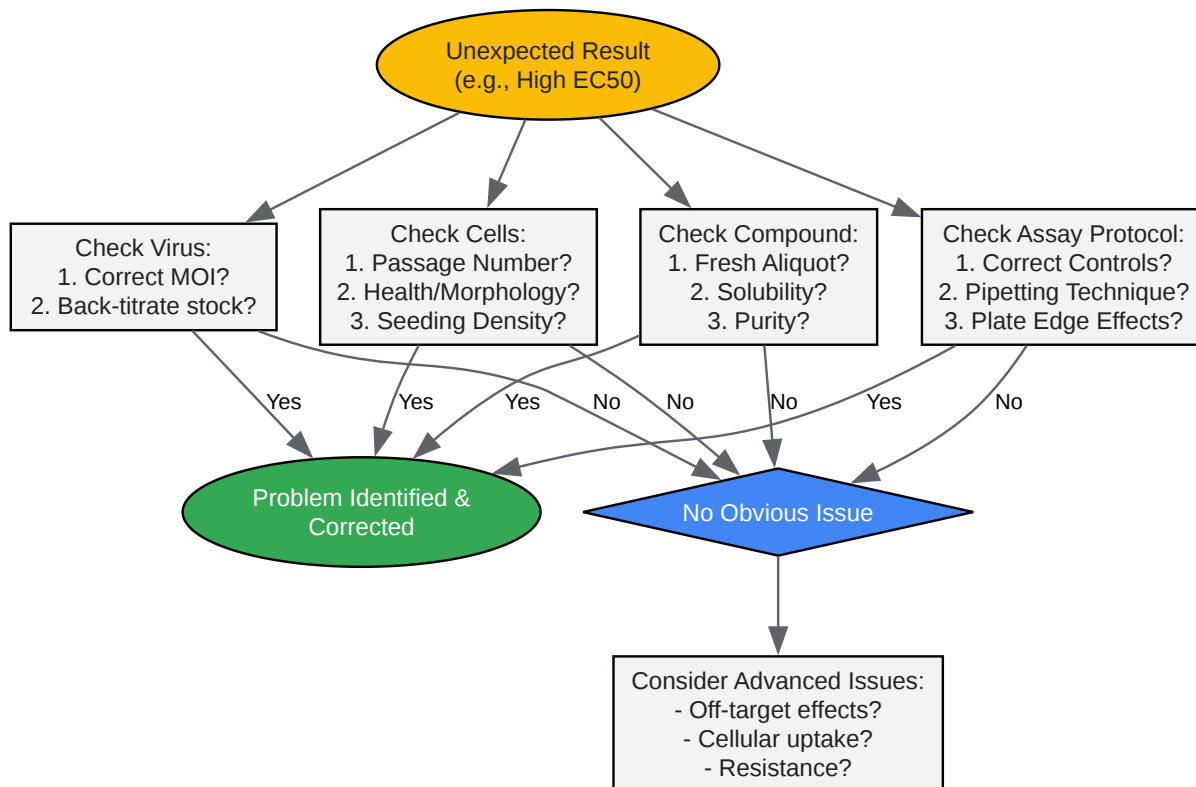 Unexpected Result
(e.g., High EC50)
Check Virus:
1. Correct MOI?
2. Back-titrate stock?
Check Cells:
1. Passage Number?
2. Health/Morphology?
3. Seeding Density?
Check Compound:
1. Fresh Aliquot?
2. Solubility?
3. Purity?
Check Assay Protocol:
1. Correct Controls?
2. Pipetting Technique?
3. Plate Edge Effects?
Yes
Yes
Yes
No
No
No
Yes
No
Problem Identified &
Corrected
No Obvious Issue
Consider Advanced Issues:
- Off-target effects?
- Cellular uptake?
- Resistance?